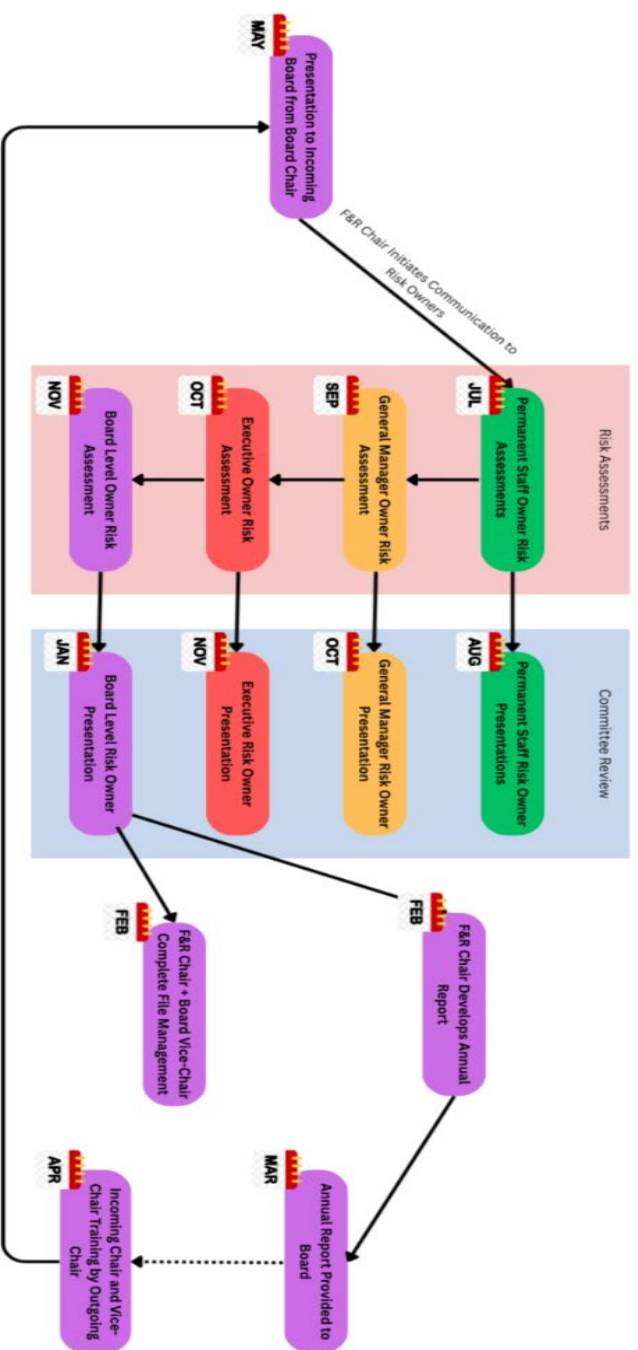 MAY
Presentation to Incoming
Board from Board Chair
F&R Chair Initiates Communication to
Risk Owners
Risk Assessments
JUL
Permanent Staff Owner Risk
Assessments
SEP
General Manager Owner Risk
Assessment
OCT
Executive Owner Risk
Assessment
NOV
Board Level Owner Risk
Assessment
Committee Review
AUG
Permanent Staff Risk Owner
Presentations
OCT
General Manager Risk Owner
Presentation
NOV
Executive Risk Owner
Presentation
JAN
Board Level Risk Owner
Presentation
FEB
F&R Chair Develops Annual
Report
FEB
F&R Chair + Board Vice-Chair
Complete File Management
MAR
Annual Report Provided to
Board
APR
Incoming Chair and Vice-
Chair Training by Outgoing
Chair